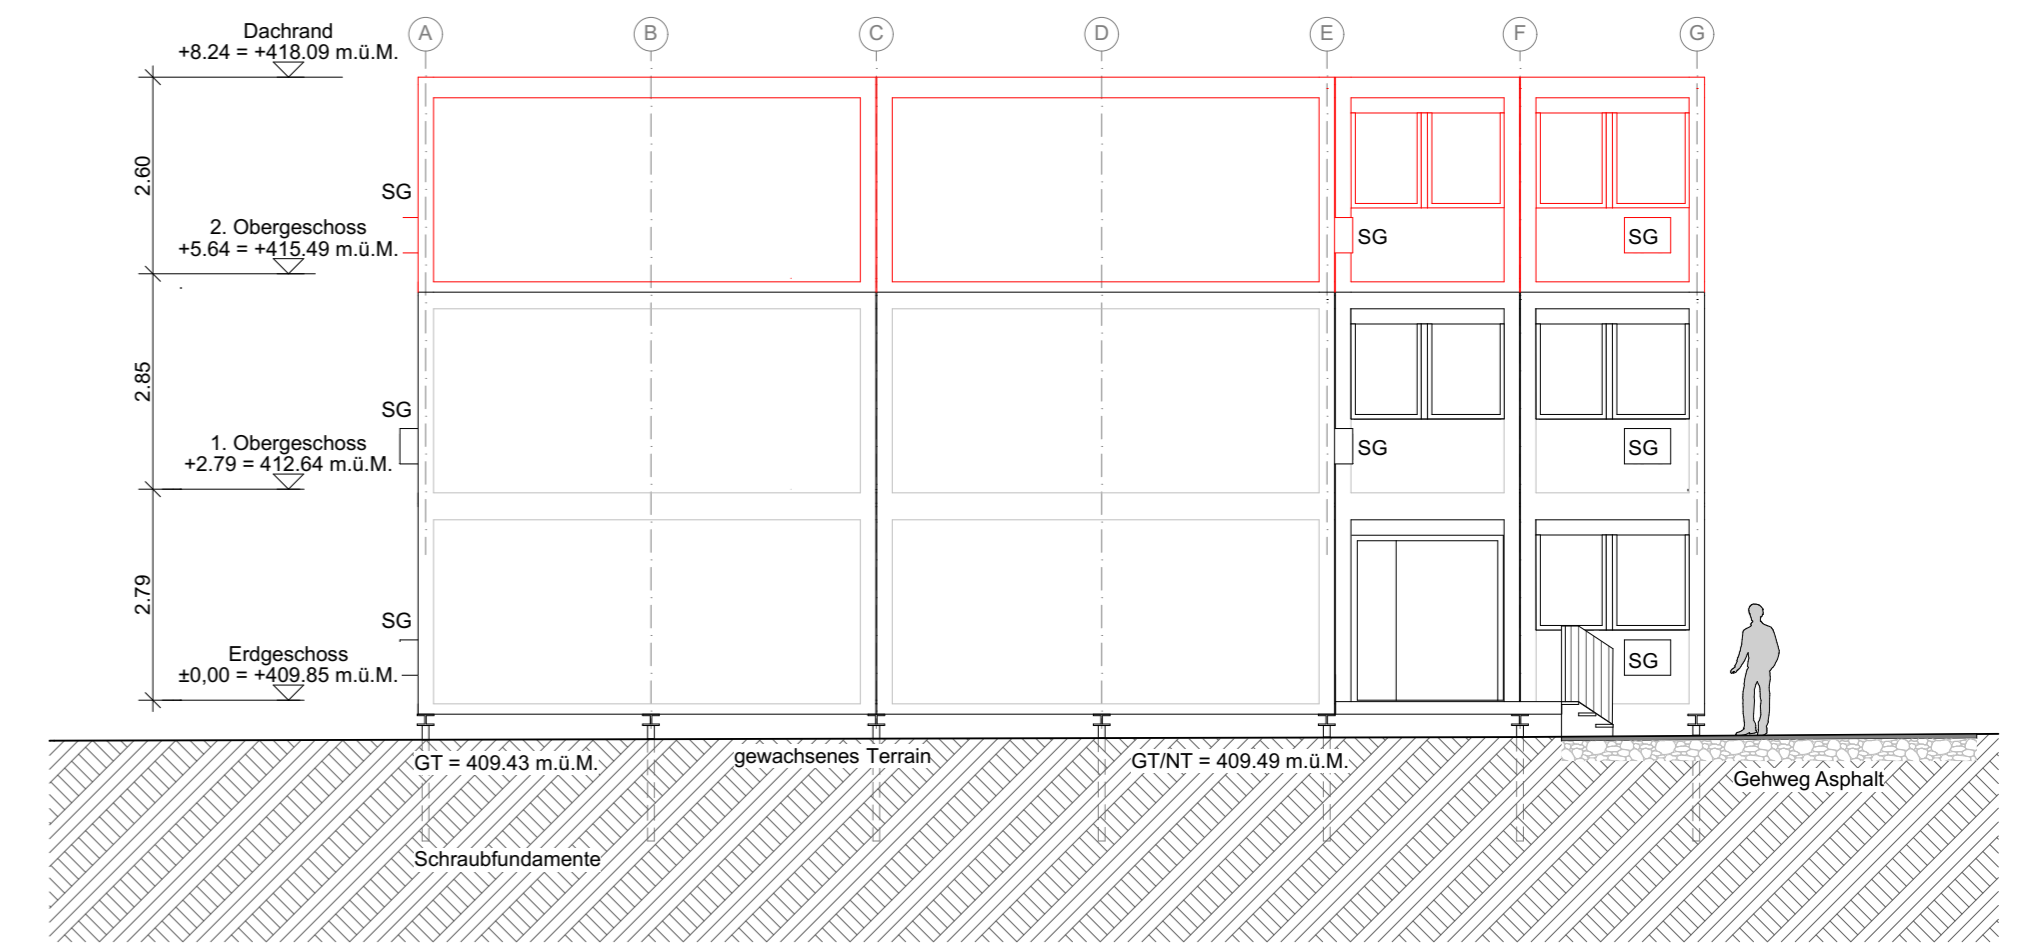 A
B
C
D
E
F
G
Dachrand
+8.24 = +418.09 m.ü.M.
2.60
SG
2. Obergeschoss
+5.64 = +415.49 m.ü.M.
SG
SG
2.85
SG
1. Obergeschoss
+2.79 = 412.64 m.ü.M.
SG
SG
2.79
SG
Erdgeschoss
±0,00 = +409.85 m.ü.M.
SG
GT = 409.43 m.ü.M.
gewachsenes Terrain
GT/NT = 409.49 m.ü.M.
Gehweg Asphalt
Schraubfundamente